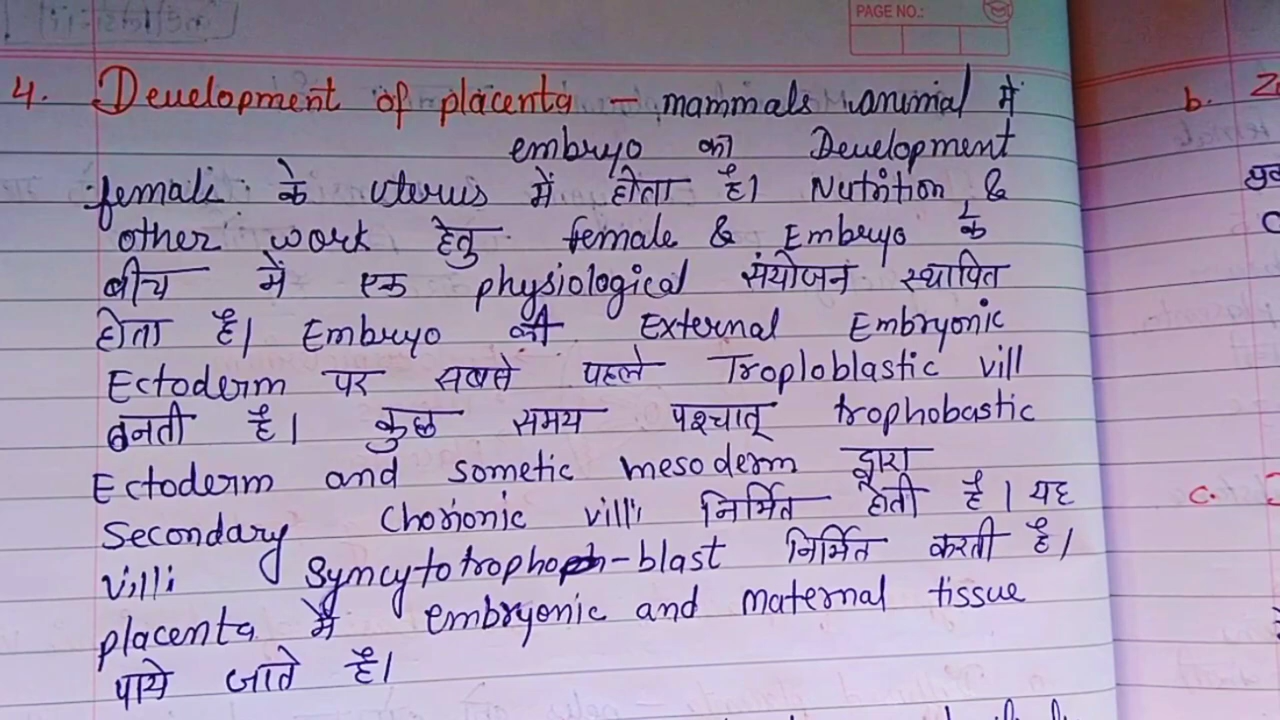 PAGE NO.:
4. Development of placenta - mammals animal में
embryo का Development
female के uterus में होता है। Nutrition &
other work हेतु female & Embryo के
बीच में एक physiological संयोजन स्थापित
होता है। Embryo की External Embryonic
Ectoderm पर सबसे पहले Troploblastic vill
बनती है। कुछ समय पश्चात् trophobastic
Ectoderm and sometic mesoderm द्वारा
Secondary Chorionic villi निर्मित होती है। यह
villi Symcytotropho-blast निर्मित करती है।
placenta में embryonic and maternal tissue
पाये जाते है।
b.
c.